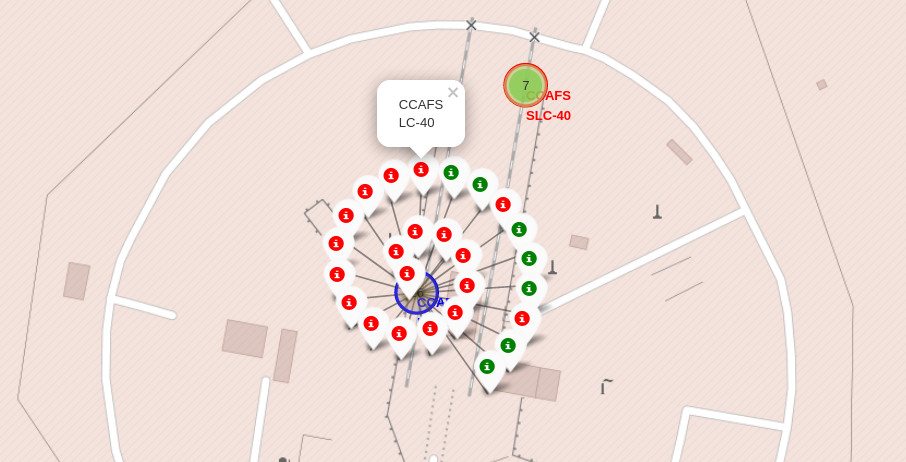 7
CCAFS
SLC-40
CCAFS
LC-40
×